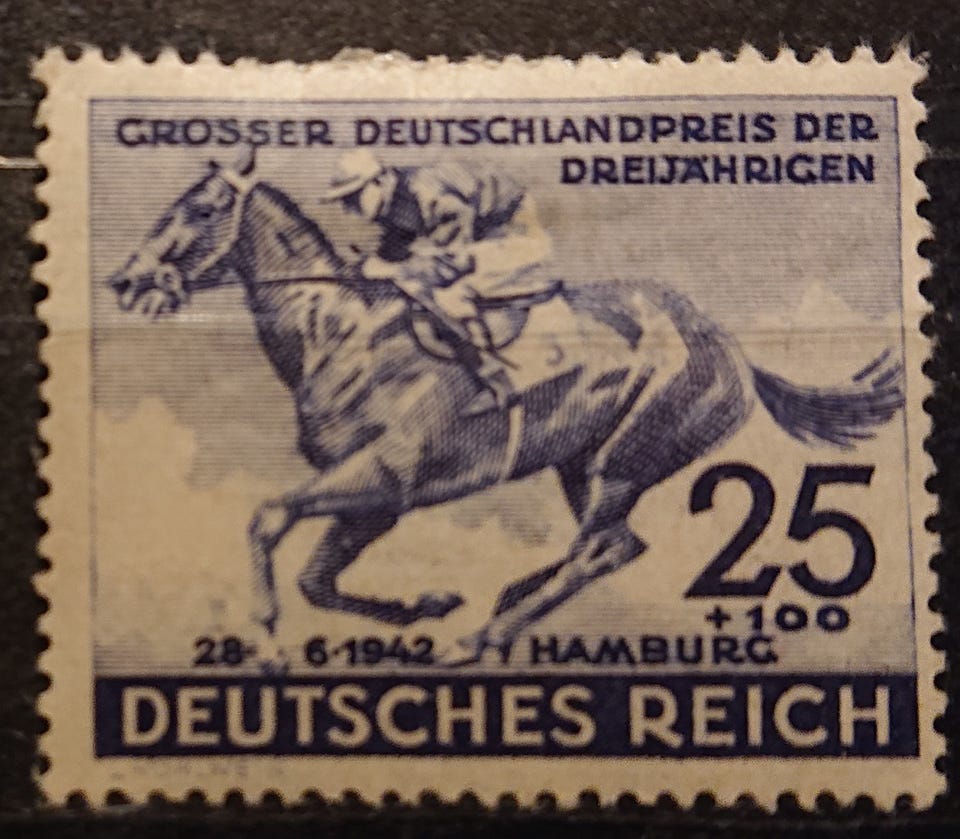 GROSSER DEUTSCHLANDPREIS DER
DREIJÄHRIGEN
25
+100
28· 6·1942 HAMBURG
DEUTSCHES REICH